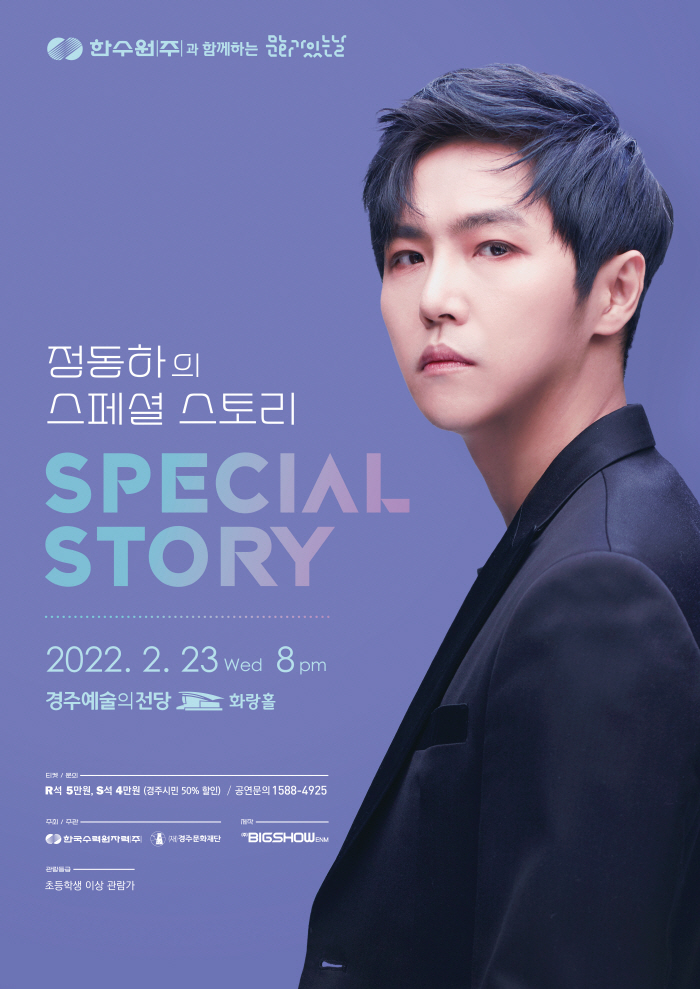 한수원(주)과 함께하는 문화가있는날
정동하의
스페셜 스토리
SPECIAL
STORY
2022. 2. 23 Wed 8 pm
경주예술의전당 화랑홀
티켓 / 문의
R석 5만원, S석 4만원 (경주시민 50% 할인) / 공연문의 1588-4925
주최 / 주관
제작
한국수력원자력(주) (재)경주문화재단
(주)BIGSHOW ENM
관람등급
초등학생 이상 관람가